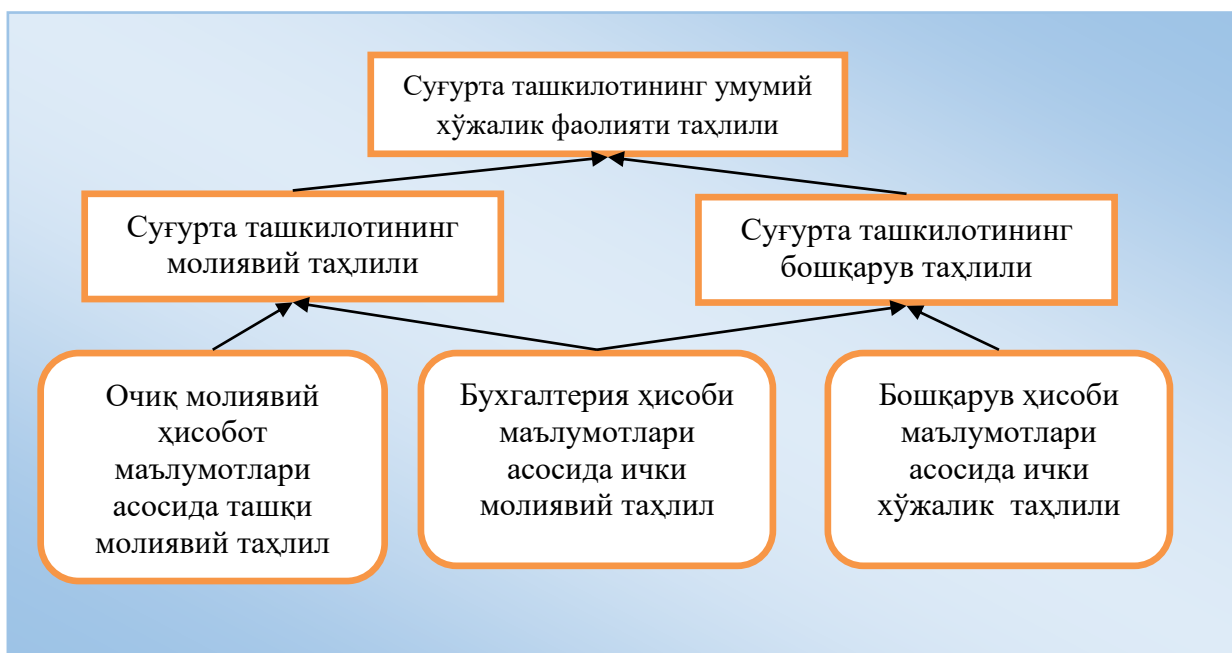 Суғурта ташкилотининг умумий
хўжалик фаолияти таҳлили
Суғурта ташкилотининг
молиявий таҳлили
Суғурта ташкилотининг
бошқарув таҳлили
Очиқ молиявий
ҳисобот
маълумотлари
асосида ташқи
молиявий таҳлил
Бухгалтерия ҳисоби
маълумотлари
асосида ички
молиявий таҳлил
Бошқарув ҳисоби
маълумотлари
асосида ички
хўжалик таҳлили